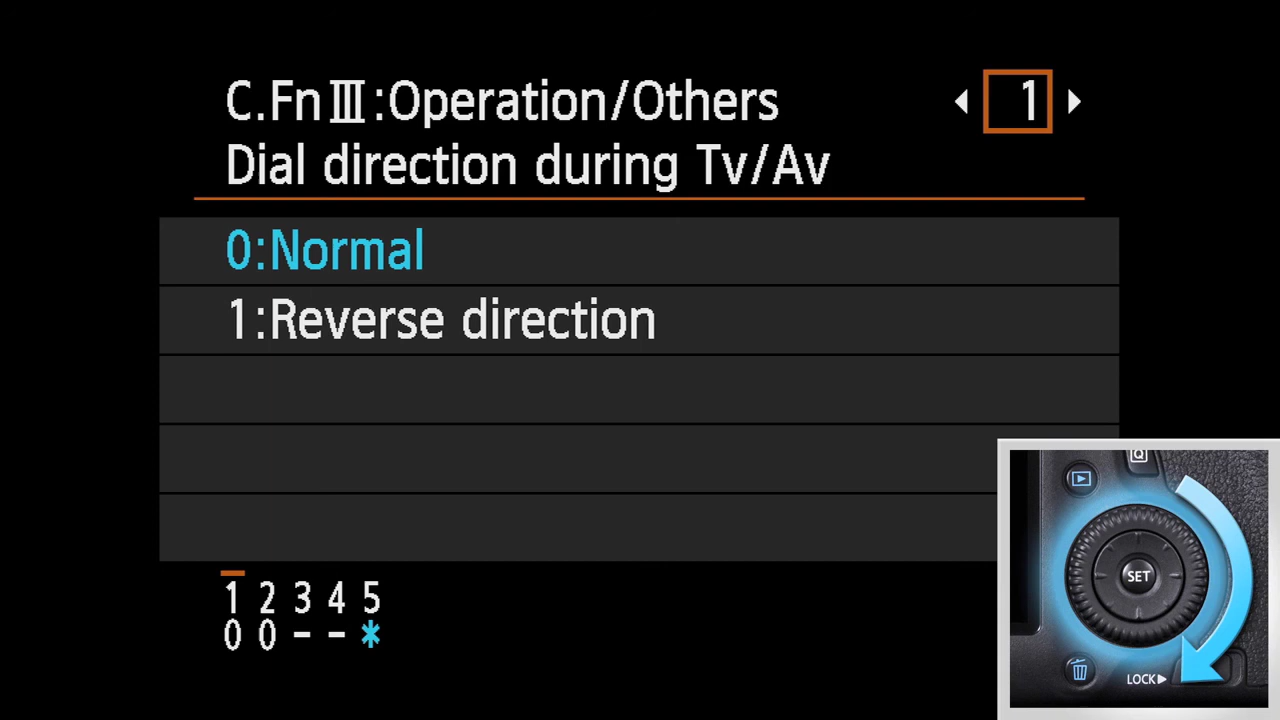 C.FnⅢ:Operation/Others 1
Dial direction during Tv/Av
0:Normal
1:Reverse direction
1 2 3 4 5
0 0 - - *
Q
SET
LOCK▶